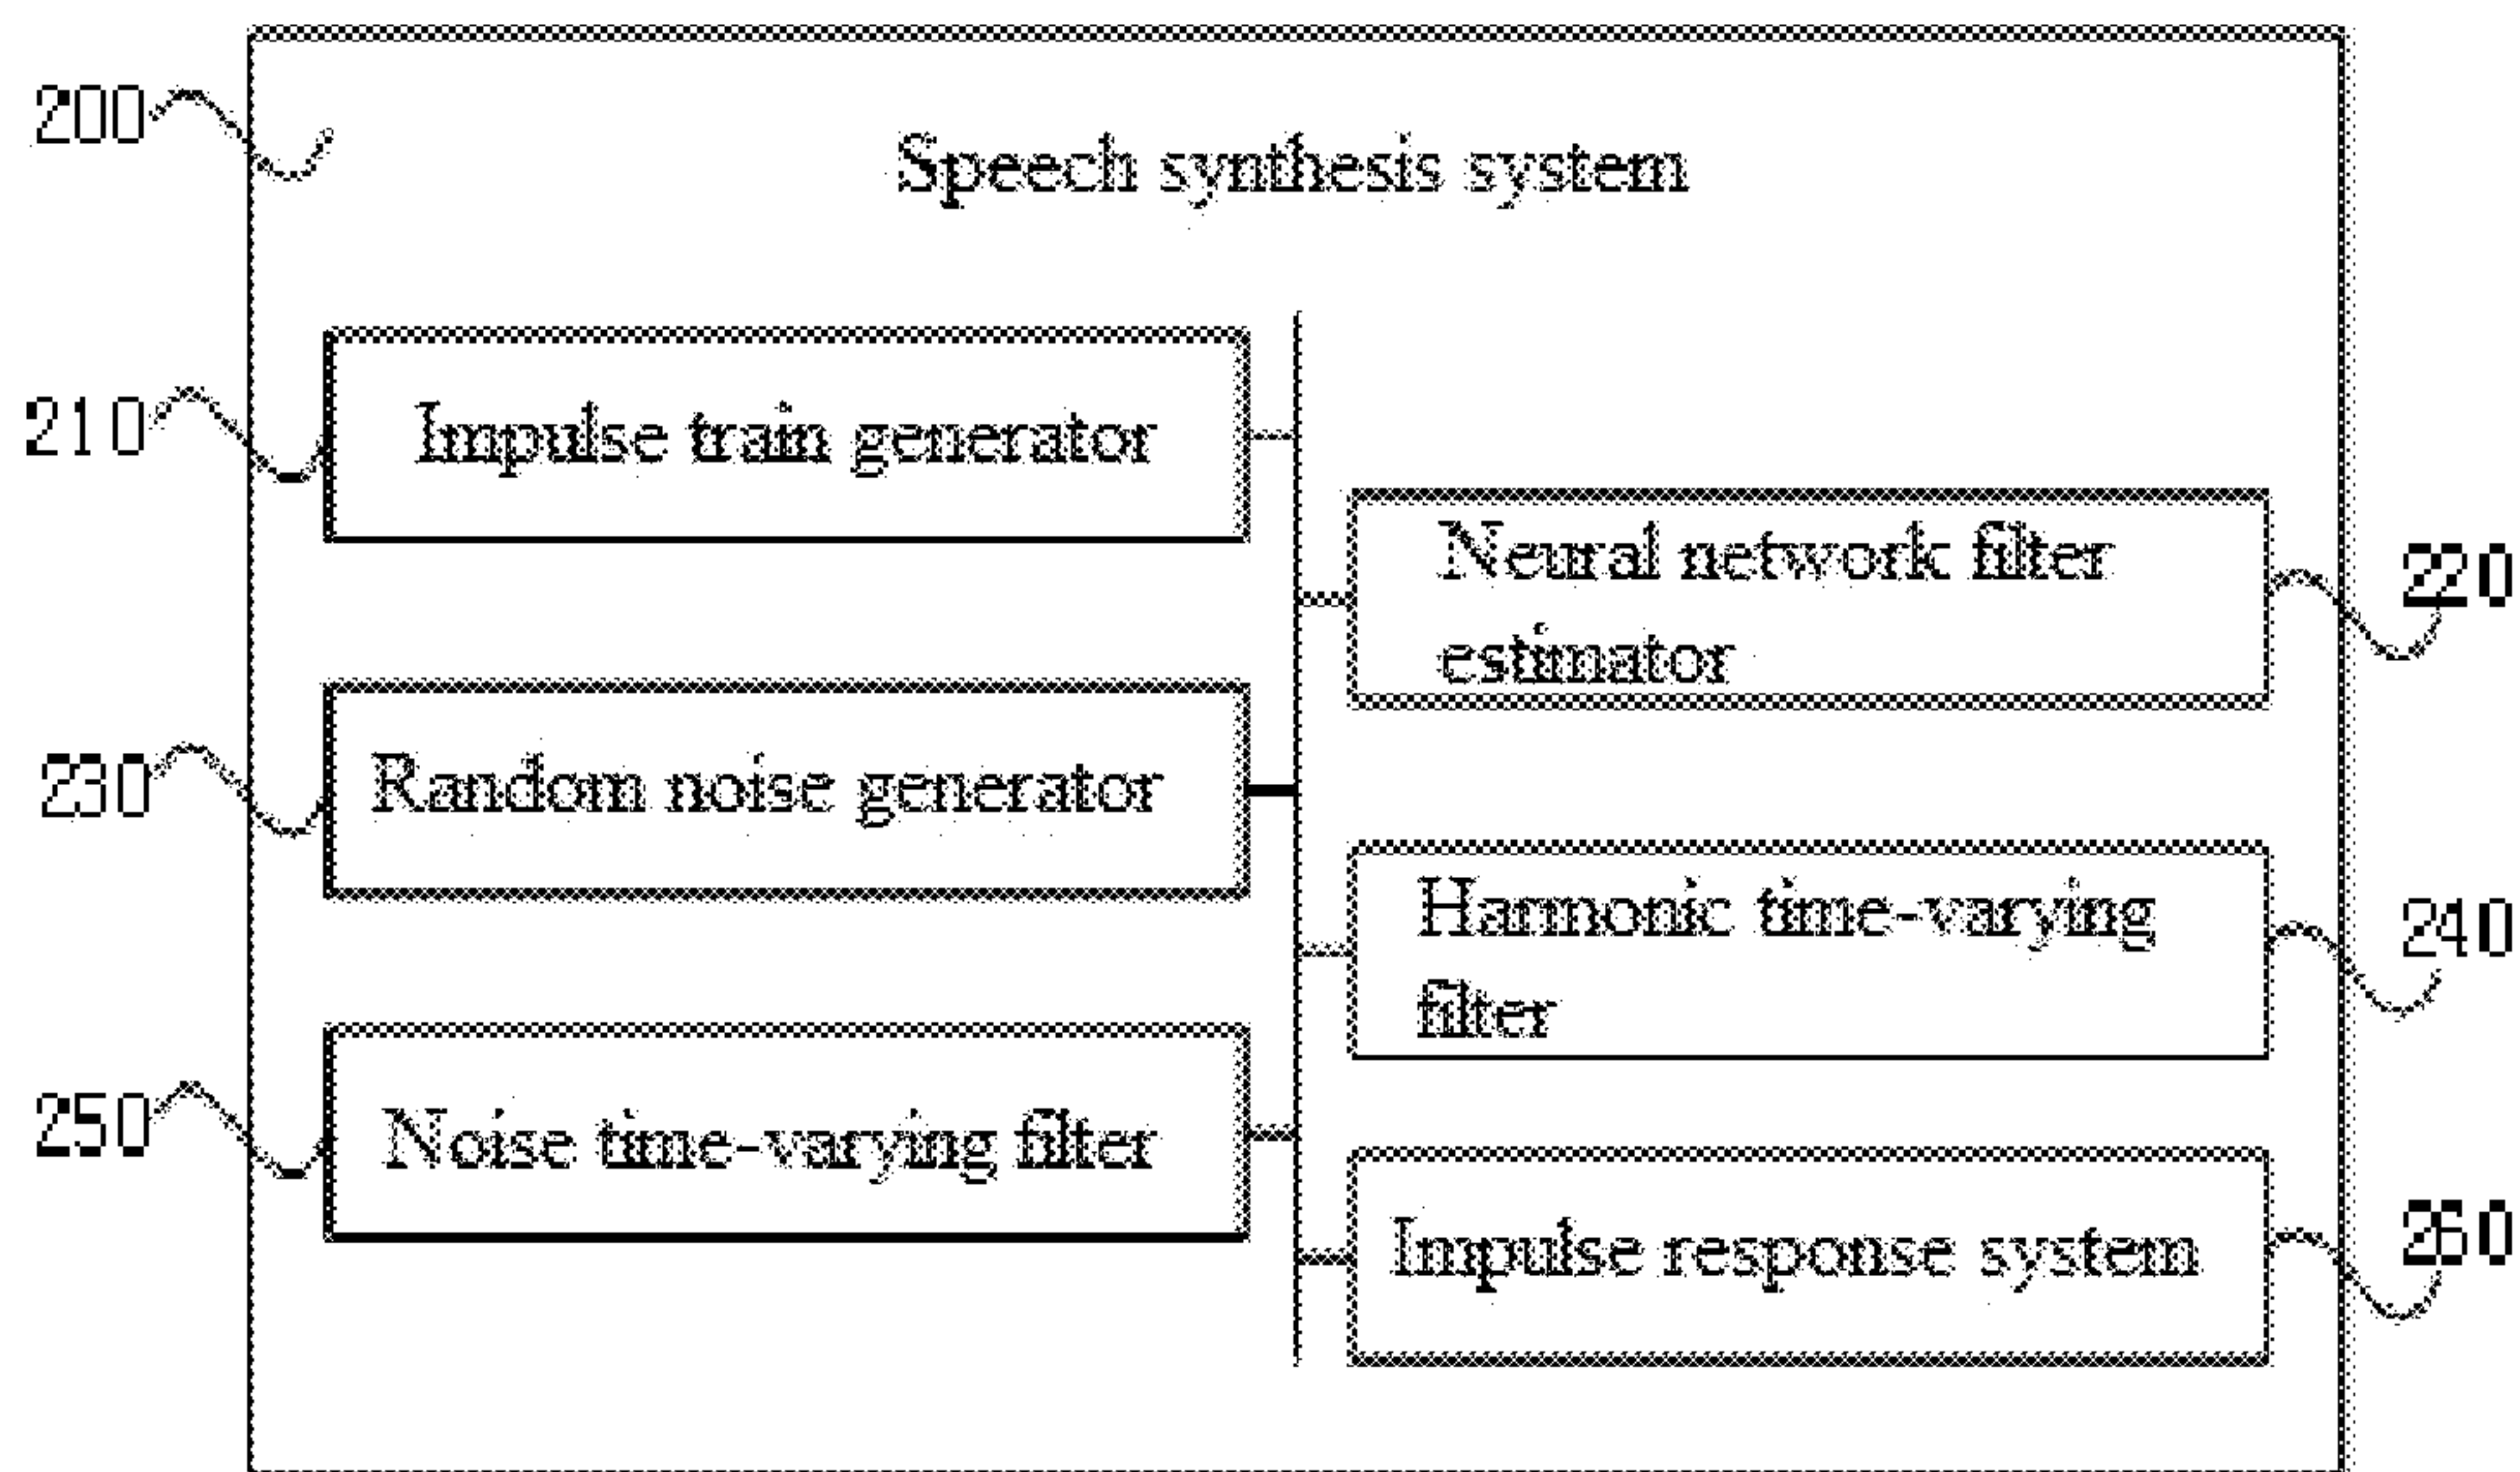 200
Speech synthesis system
210
Impulse train generator
Neural network filter
estimator
220
230
Random noise generator
Harmonic time-varying
filter
240
250
Noise time-varying filter
Impulse response system
260